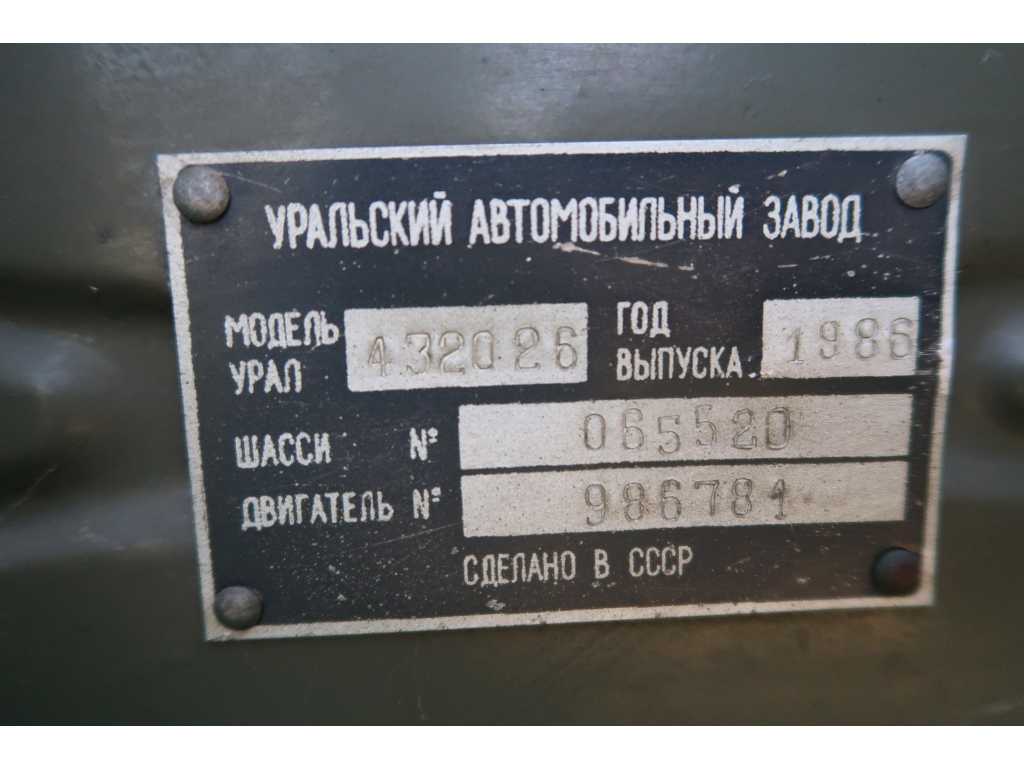 УРАЛЬСКИЙ АВТОМОБИЛЬНЫЙ ЗАВОД
МОДЕЛЬ УРАЛ 432026
ГОД ВЫПУСКА. 1986
ШАССИ № 065520
ДВИГАТЕЛЬ № 986781
СДЕЛАНО В СССР